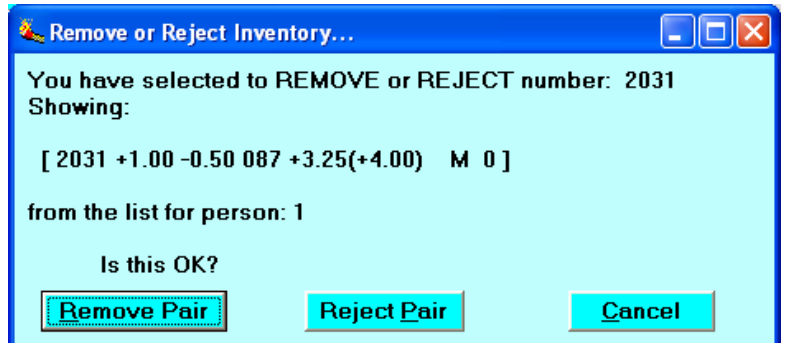 Remove or Reject Inventory...
You have selected to REMOVE or REJECT number: 2031
Showing:
[ 2031 +1.00 -0.50 087 +3.25(+4.00) M 0 ]
from the list for person: 1
Is this OK?
Remove Pair Reject Pair Cancel